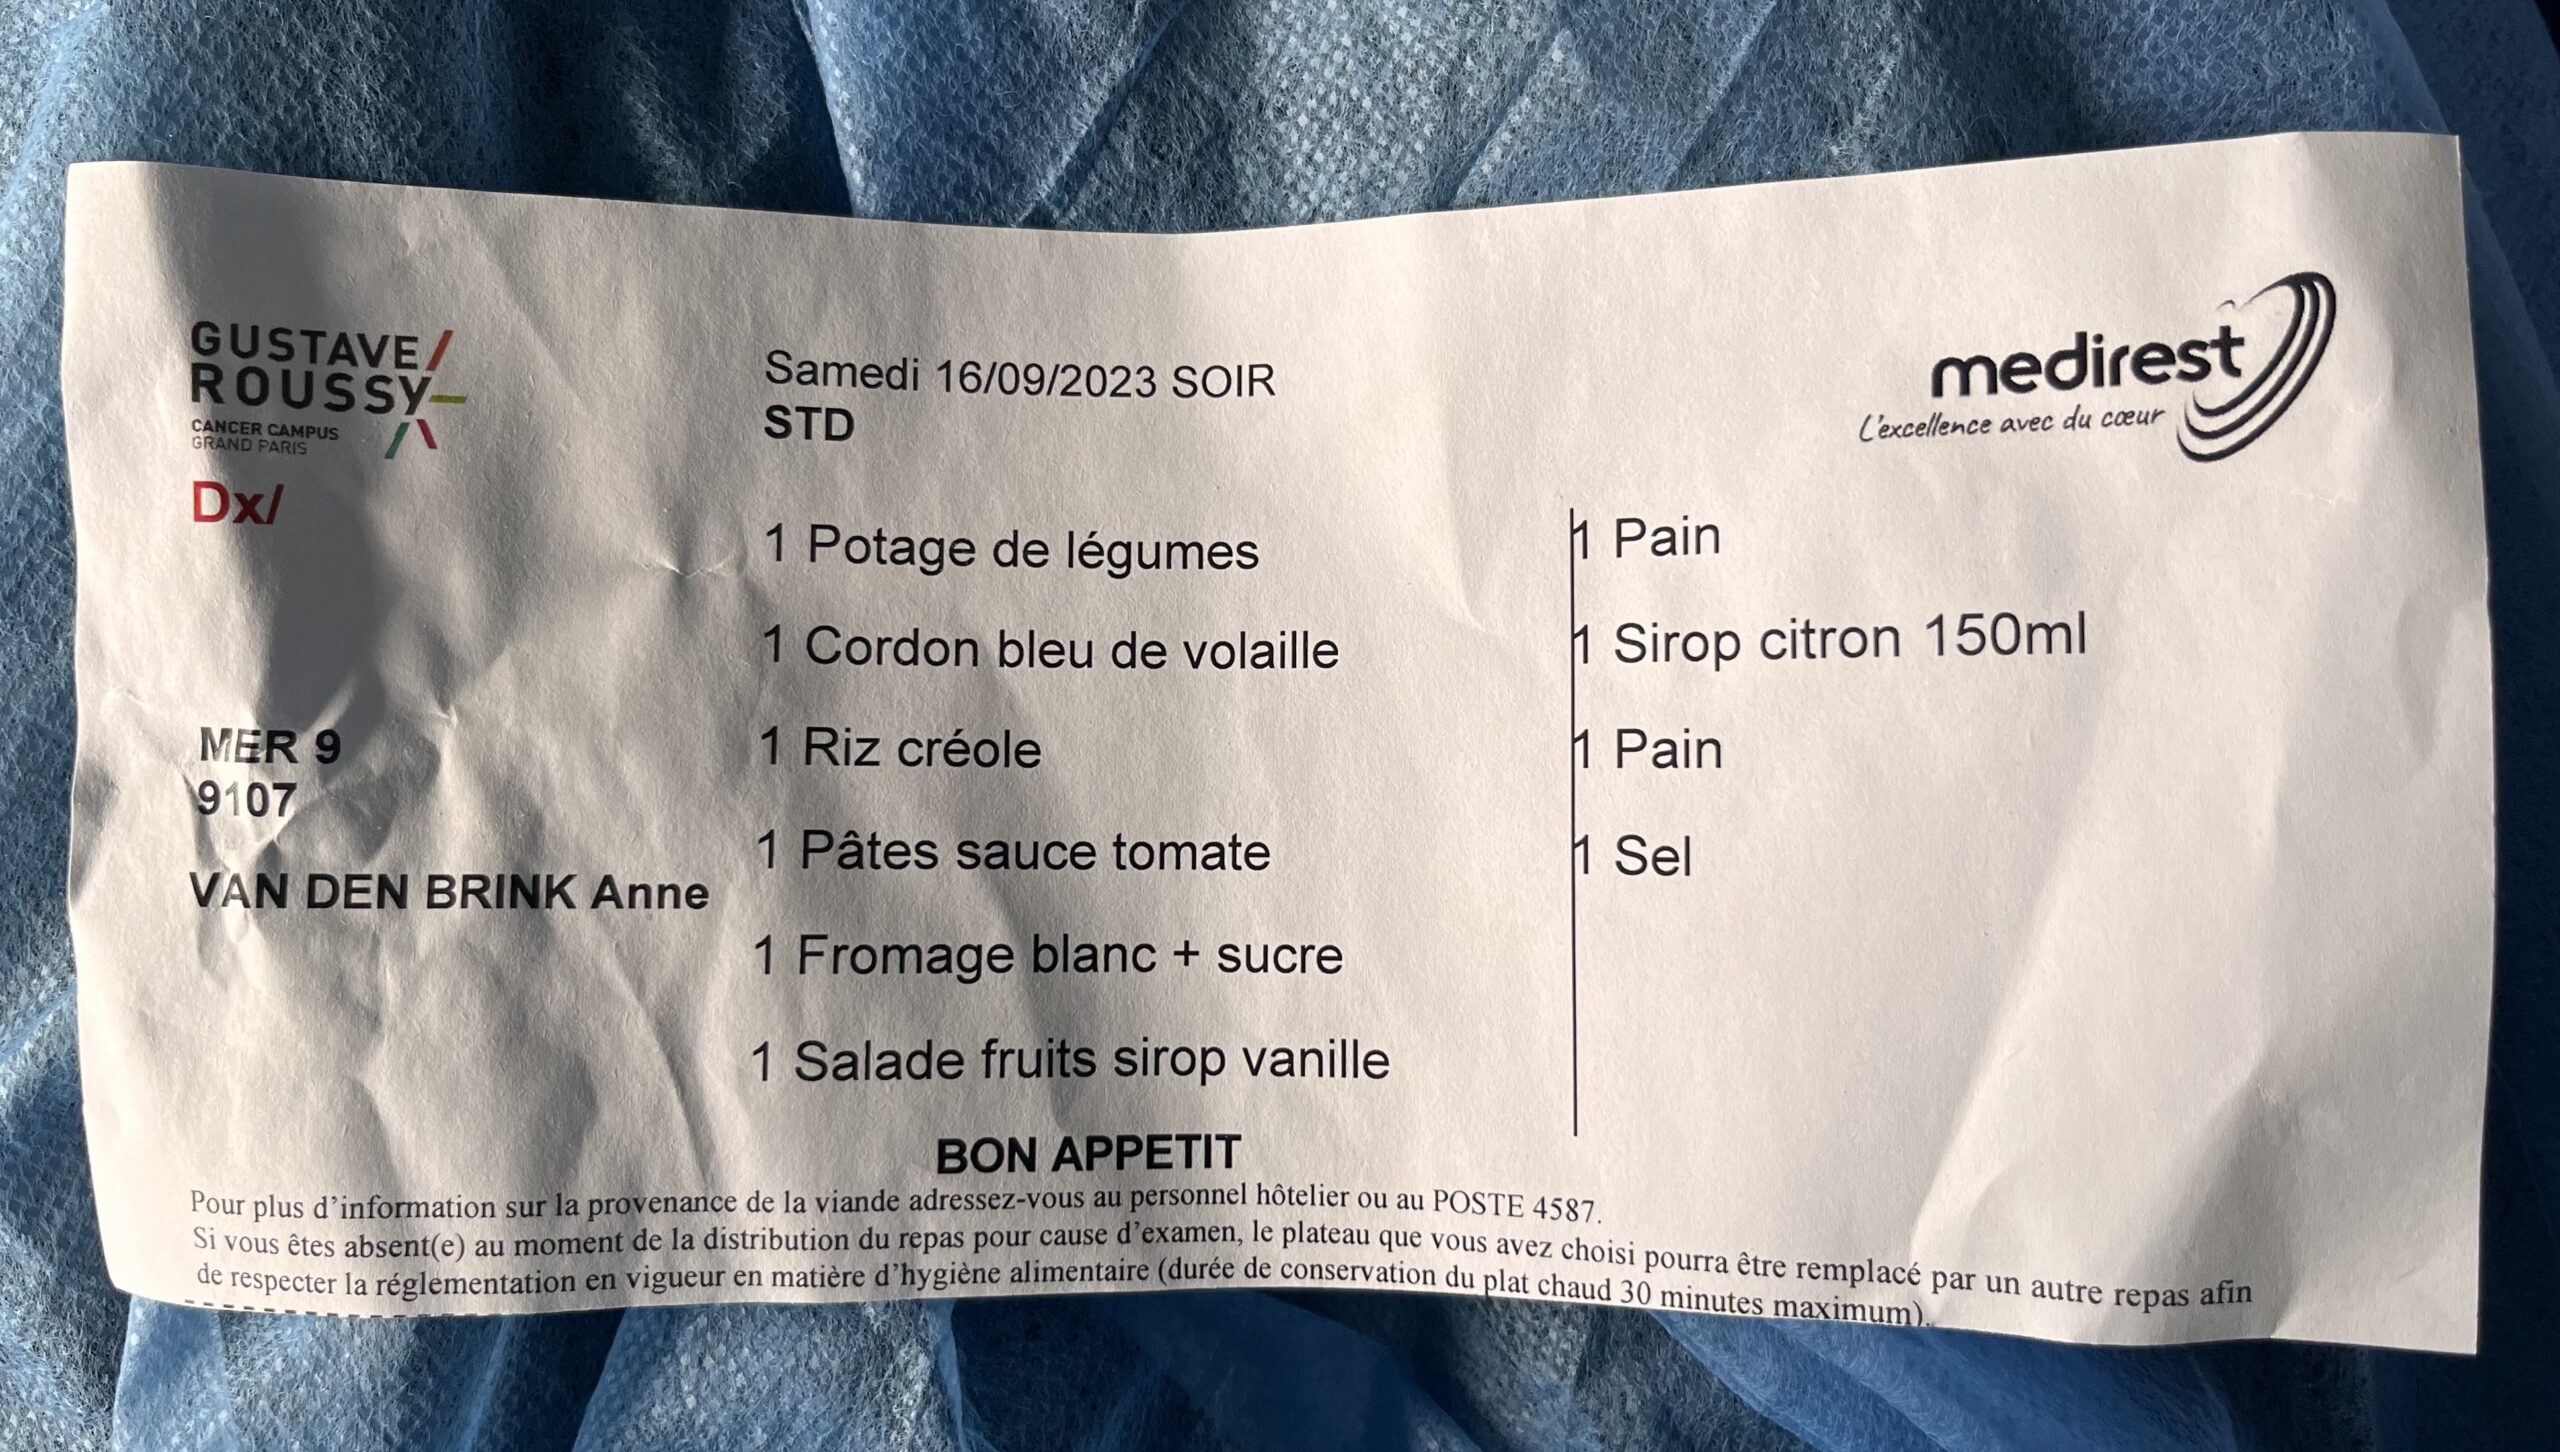 GUSTAVE/
ROUSSY
CANCER CAMPUS
GRAND PARIS
Dx/
MER 9
9107
VAN DEN BRINK Anne
Samedi 16/09/2023 SOIR
STD
1 Potage de légumes
1 Cordon bleu de volaille
1 Riz créole
1 Pâtes sauce tomate
1 Fromage blanc + sucre
1 Salade fruits sirop vanille
medirest
L'excellence avec du cœur
1 Pain
1 Sirop citron 150ml
1 Pain
1 Sel
BON APPETIT
Pour plus d'information sur la provenance de la viande adressez-vous au personnel hôtelier ou au POSTE 4587.
Si vous êtes absent(e) au moment de la distribution du repas pour cause d'examen, le plateau que vous avez choisi pourra être remplacé par un autre repas afin
de respecter la réglementation en vigueur en matière d'hygiène alimentaire (durée de conservation du plat chaud 30 minutes maximum).